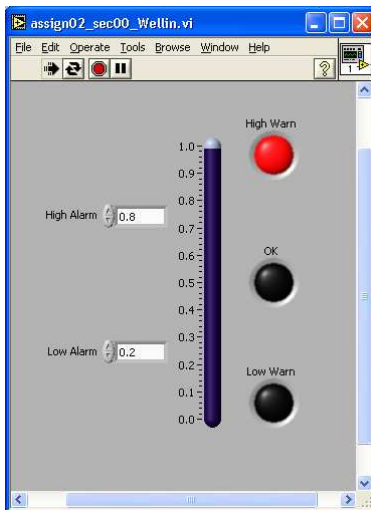 assign02_sec00_Wellin.vi
File Edit Operate Tools Browse Window Help
?
1
High Warn
1.0
0.9
0.8
High Alarm 0.8
0.7
0.6
OK
0.5
0.4
0.3
Low Alarm 0.2
0.2
Low Warn
0.1
0.0